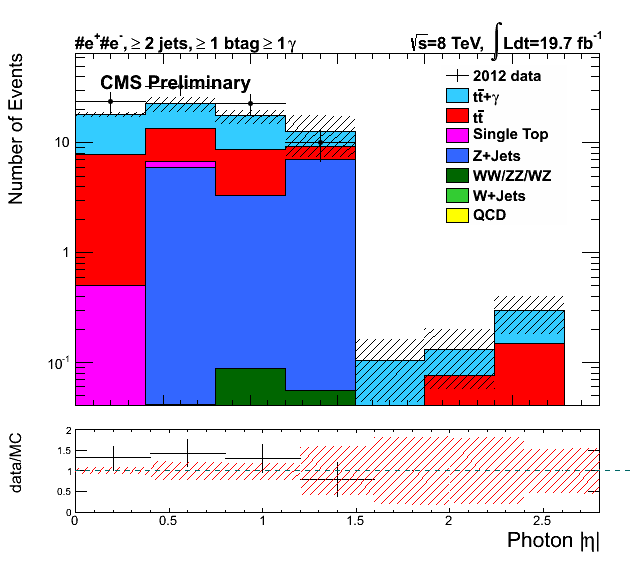 #e⁺#e⁻, ≥ 2 jets, ≥ 1 btag ≥ 1 γ
√s=8 TeV, ∫Ldt=19.7 fb⁻¹
CMS Preliminary
Number of Events
10
1
10⁻¹
2012 data
tt̄+γ
tt̄
Single Top
Z+Jets
WW/ZZ/WZ
W+Jets
QCD
data/MC
2
1.5
1
0.5
0
0 0.5 1 1.5 2 2.5
Photon |η|